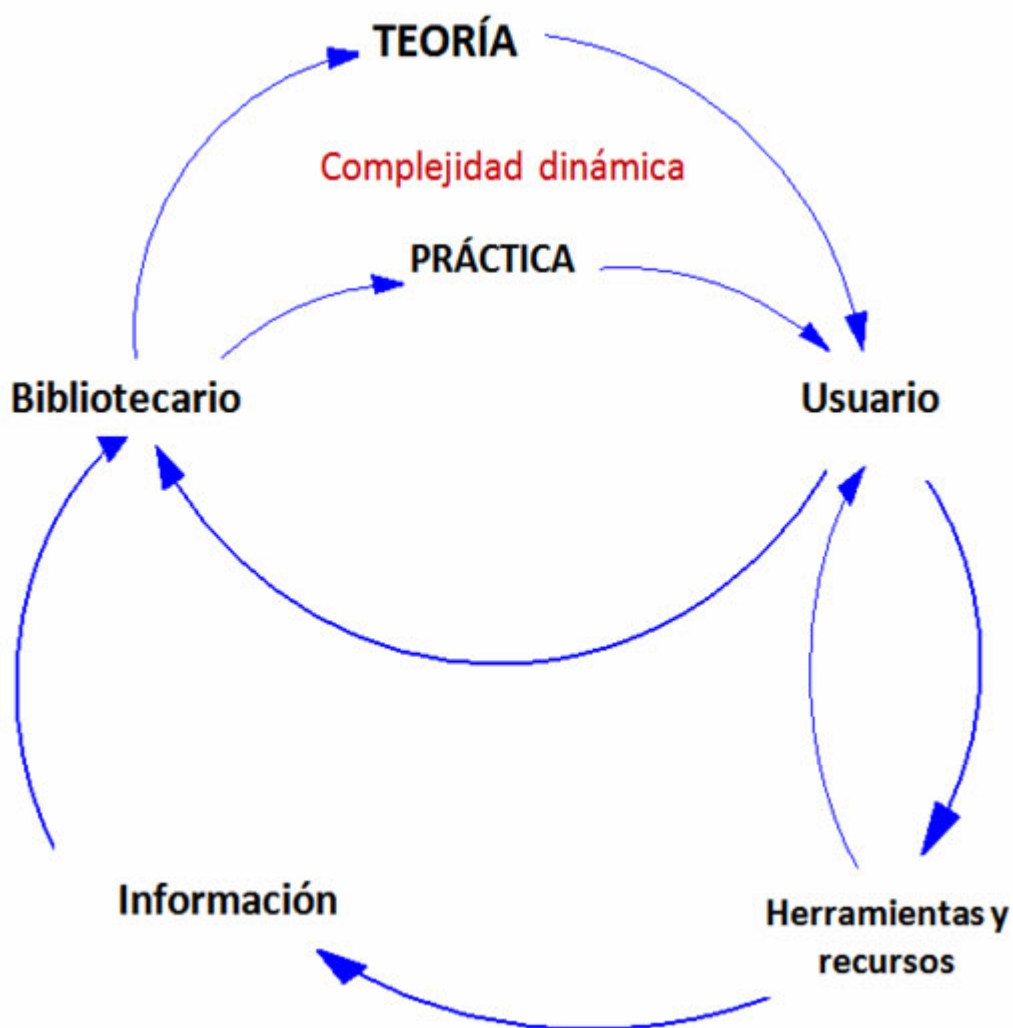 TEORÍA
Complejidad dinámica
PRÁCTICA
Bibliotecario
Usuario
Información
Herramientas y
recursos